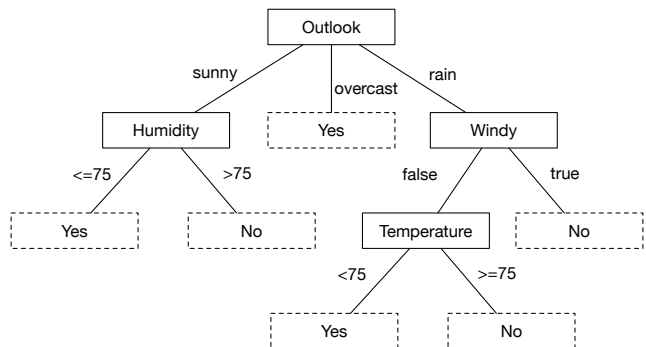 Outlook
sunny
overcast
rain
Humidity
Yes
Windy
<=75
>75
false
true
Yes
No
Temperature
No
<75
>=75
Yes
No